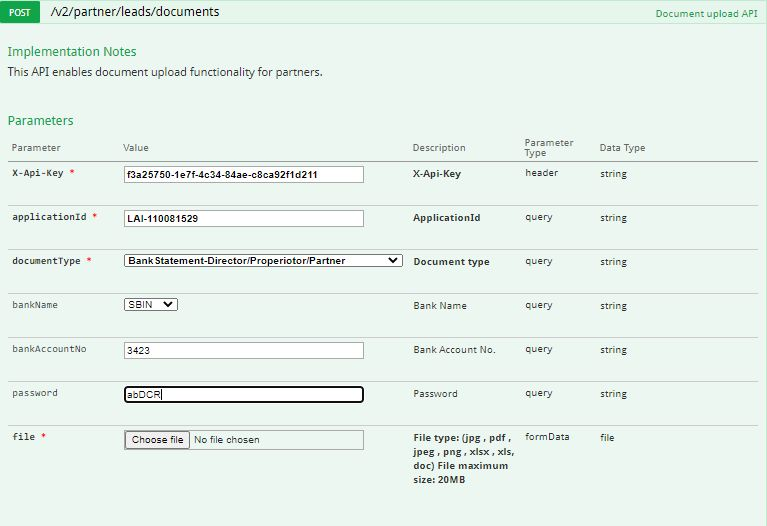 POST /v2/partner/leads/documents Document upload API
Implementation Notes
This API enables document upload functionality for partners.
Parameters
Parameter Value Description Parameter Type Data Type
X-Api-Key * f3a25750-1e7f-4c34-84ae-c8ca92f1d211 X-Api-Key header string
applicationId * LAI-110081529 ApplicationId query string
documentType * Bank Statement-Director/Properiotor/Partner Document type query string
bankName SBIN Bank Name query string
bankAccountNo 3423 Bank Account No. query string
password abDCR Password query string
file * Choose file No file chosen File type: (jpg , pdf , formData file
jpeg , png , xlsx , xls,
doc) File maximum
size: 20MB